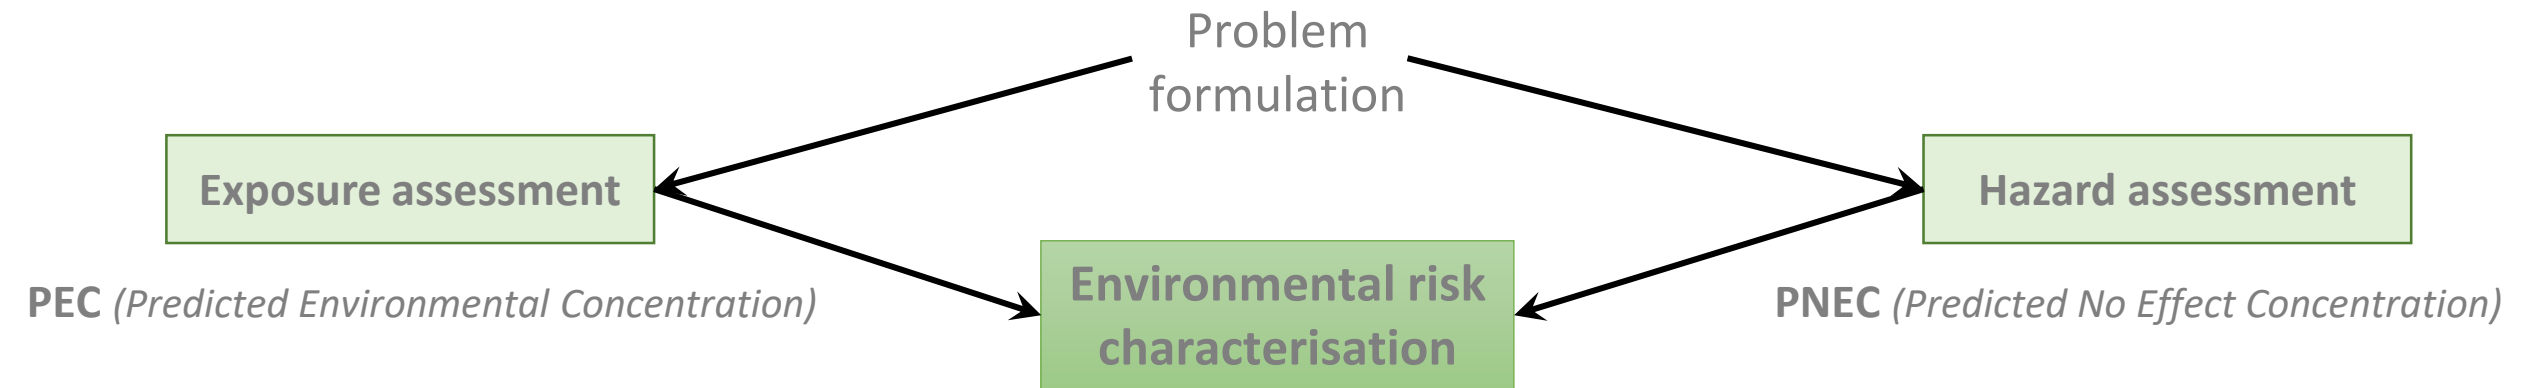 Problem
formulation
Exposure assessment
Hazard assessment
PEC (Predicted Environmental Concentration)
Environmental risk
characterisation
PNEC (Predicted No Effect Concentration)